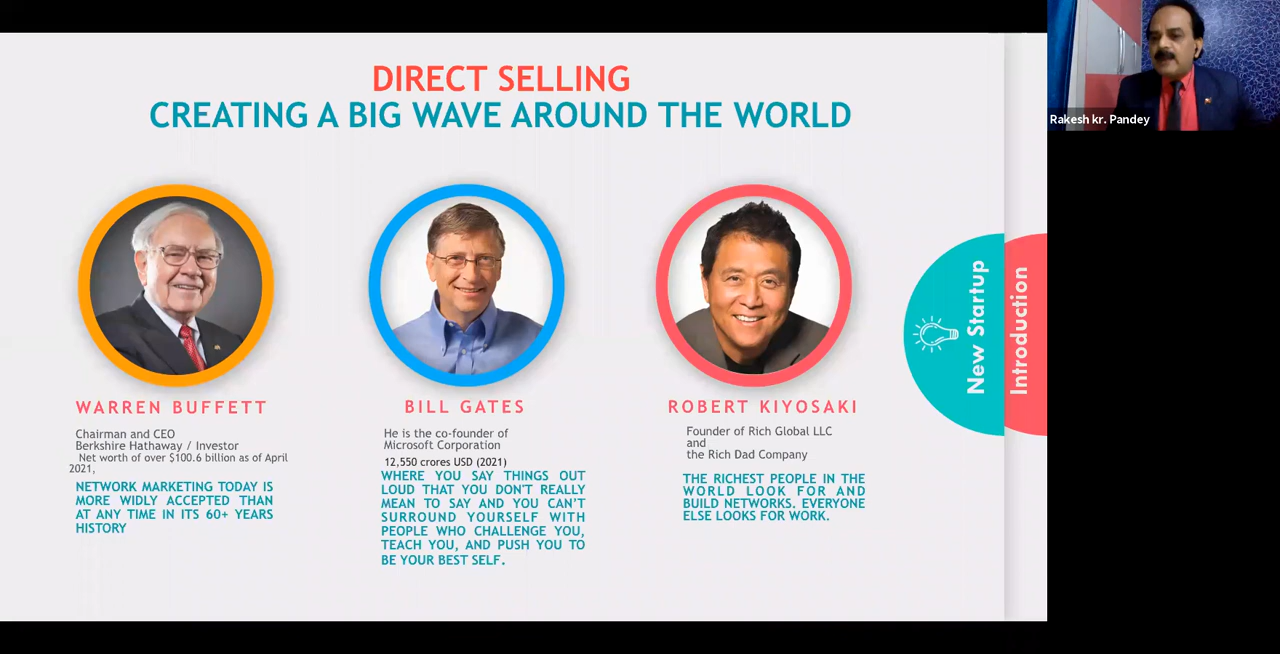 DIRECT SELLING
CREATING A BIG WAVE AROUND THE WORLD
WARREN BUFFETT
Chairman and CEO
Berkshire Hathaway / Investor
Net worth of over $100.6 billion as of April
2021,
NETWORK MARKETING TODAY IS
MORE WIDLY ACCEPTED THAN
AT ANY TIME IN ITS 60+ YEARS
HISTORY
BILL GATES
He is the co-founder of
Microsoft Corporation
12,550 crores USD (2021)
WHERE YOU SAY THINGS OUT
LOUD THAT YOU DON'T REALLY
MEAN TO SAY AND YOU CAN'T
SURROUND YOURSELF WITH
PEOPLE WHO CHALLENGE YOU,
TEACH YOU, AND PUSH YOU TO
BE YOUR BEST SELF.
ROBERT KIYOSAKI
Founder of Rich Global LLC
and
the Rich Dad Company
THE RICHEST PEOPLE IN THE
WORLD LOOK FOR AND
BUILD NETWORKS. EVERYONE
ELSE LOOKS FOR WORK.
New Startup
Introduction
Rakesh kr. Pandey